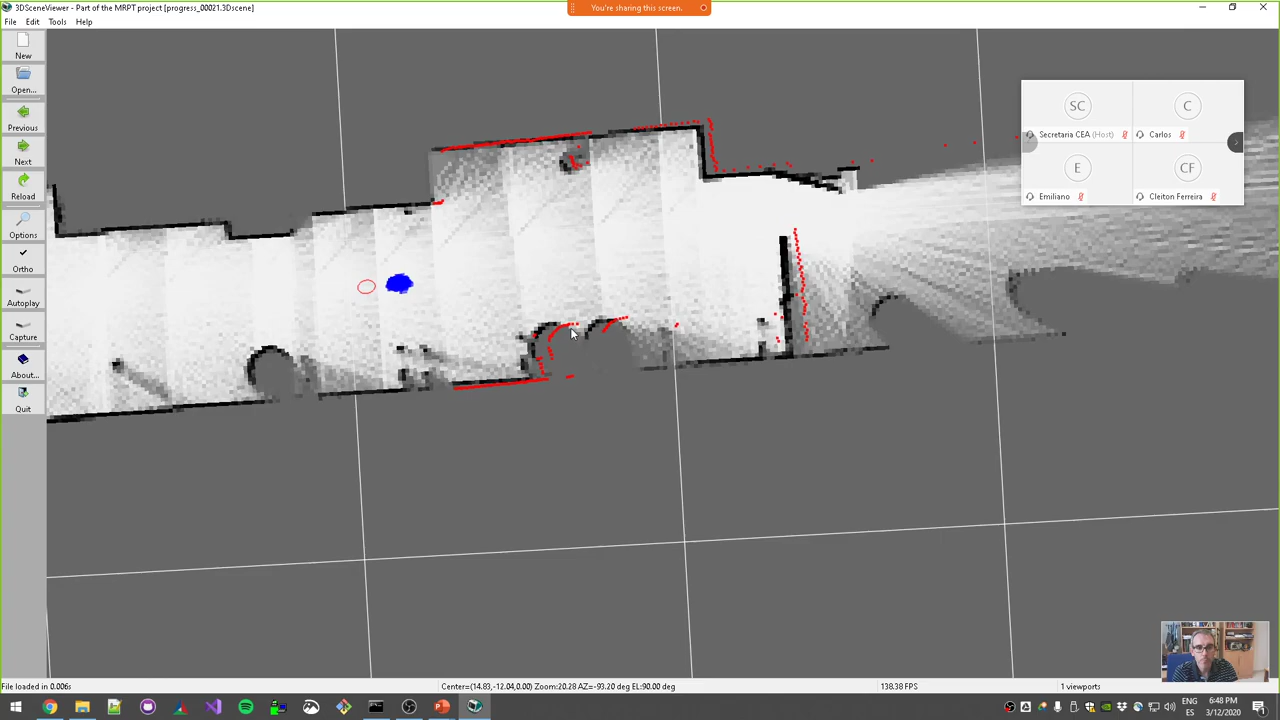 3DSceneViewer - Part of the MRPT project [progress_00021.3Dscene]
You're sharing this screen.
File Edit Tools Help
New
Open...
Previous
Next
Reload
Options
Ortho
Autoplay
Capture
About...
Quit
SC
C
Secretaria CEA (Host)
Carlos
E
CF
Emiliano
Cleiton Ferreira
File loaded in 0.006s
Center=(14.83,-12.04,0.00) Zoom:20.28 AZ=-93.20 deg EL:90.00 deg
138.38 FPS
1 viewports
ENG
ES
6:48 PM
3/12/2020